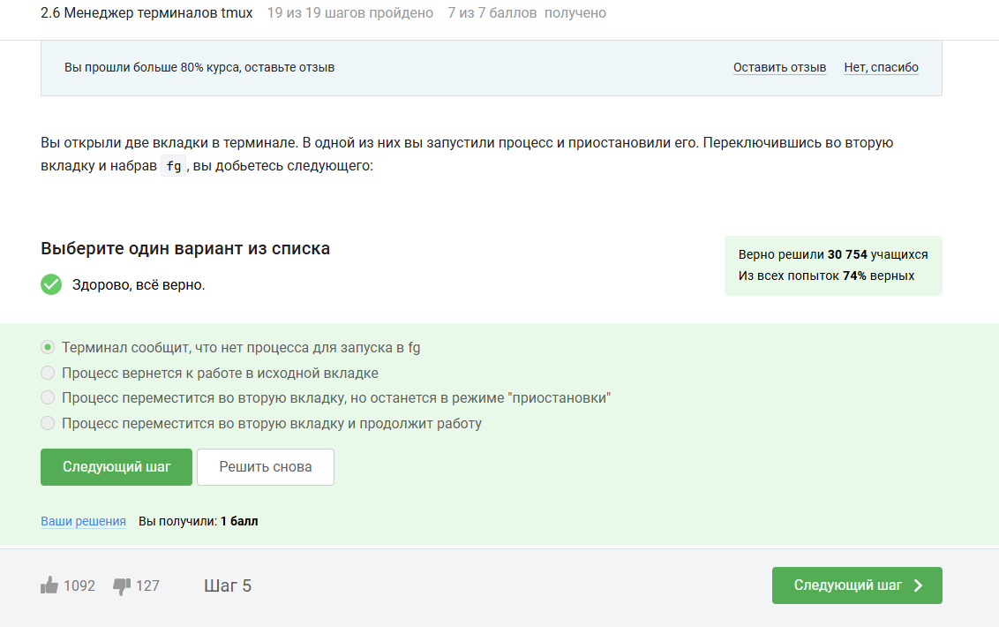 2.6 Менеджер терминалов tmux 19 из 19 шагов пройдено 7 из 7 баллов получено
Вы прошли больше 80% курса, оставьте отзыв Оставить отзыв Нет, спасибо
Вы открыли две вкладки в терминале. В одной из них вы запустили процесс и приостановили его. Переключившись во вторую
вкладку и набрав fg, вы добьетесь следующего:
Выберите один вариант из списка
Здорово, всё верно.
Верно решили 30 754 учащихся
Из всех попыток 74% верных
Терминал сообщит, что нет процесса для запуска в fg
Процесс вернется к работе в исходной вкладке
Процесс переместится во вторую вкладку, но останется в режиме "приостановки"
Процесс переместится во вторую вкладку и продолжит работу
Следующий шаг Решить снова
Ваши решения Вы получили: 1 балл
1092 127 Шаг 5 Следующий шаг